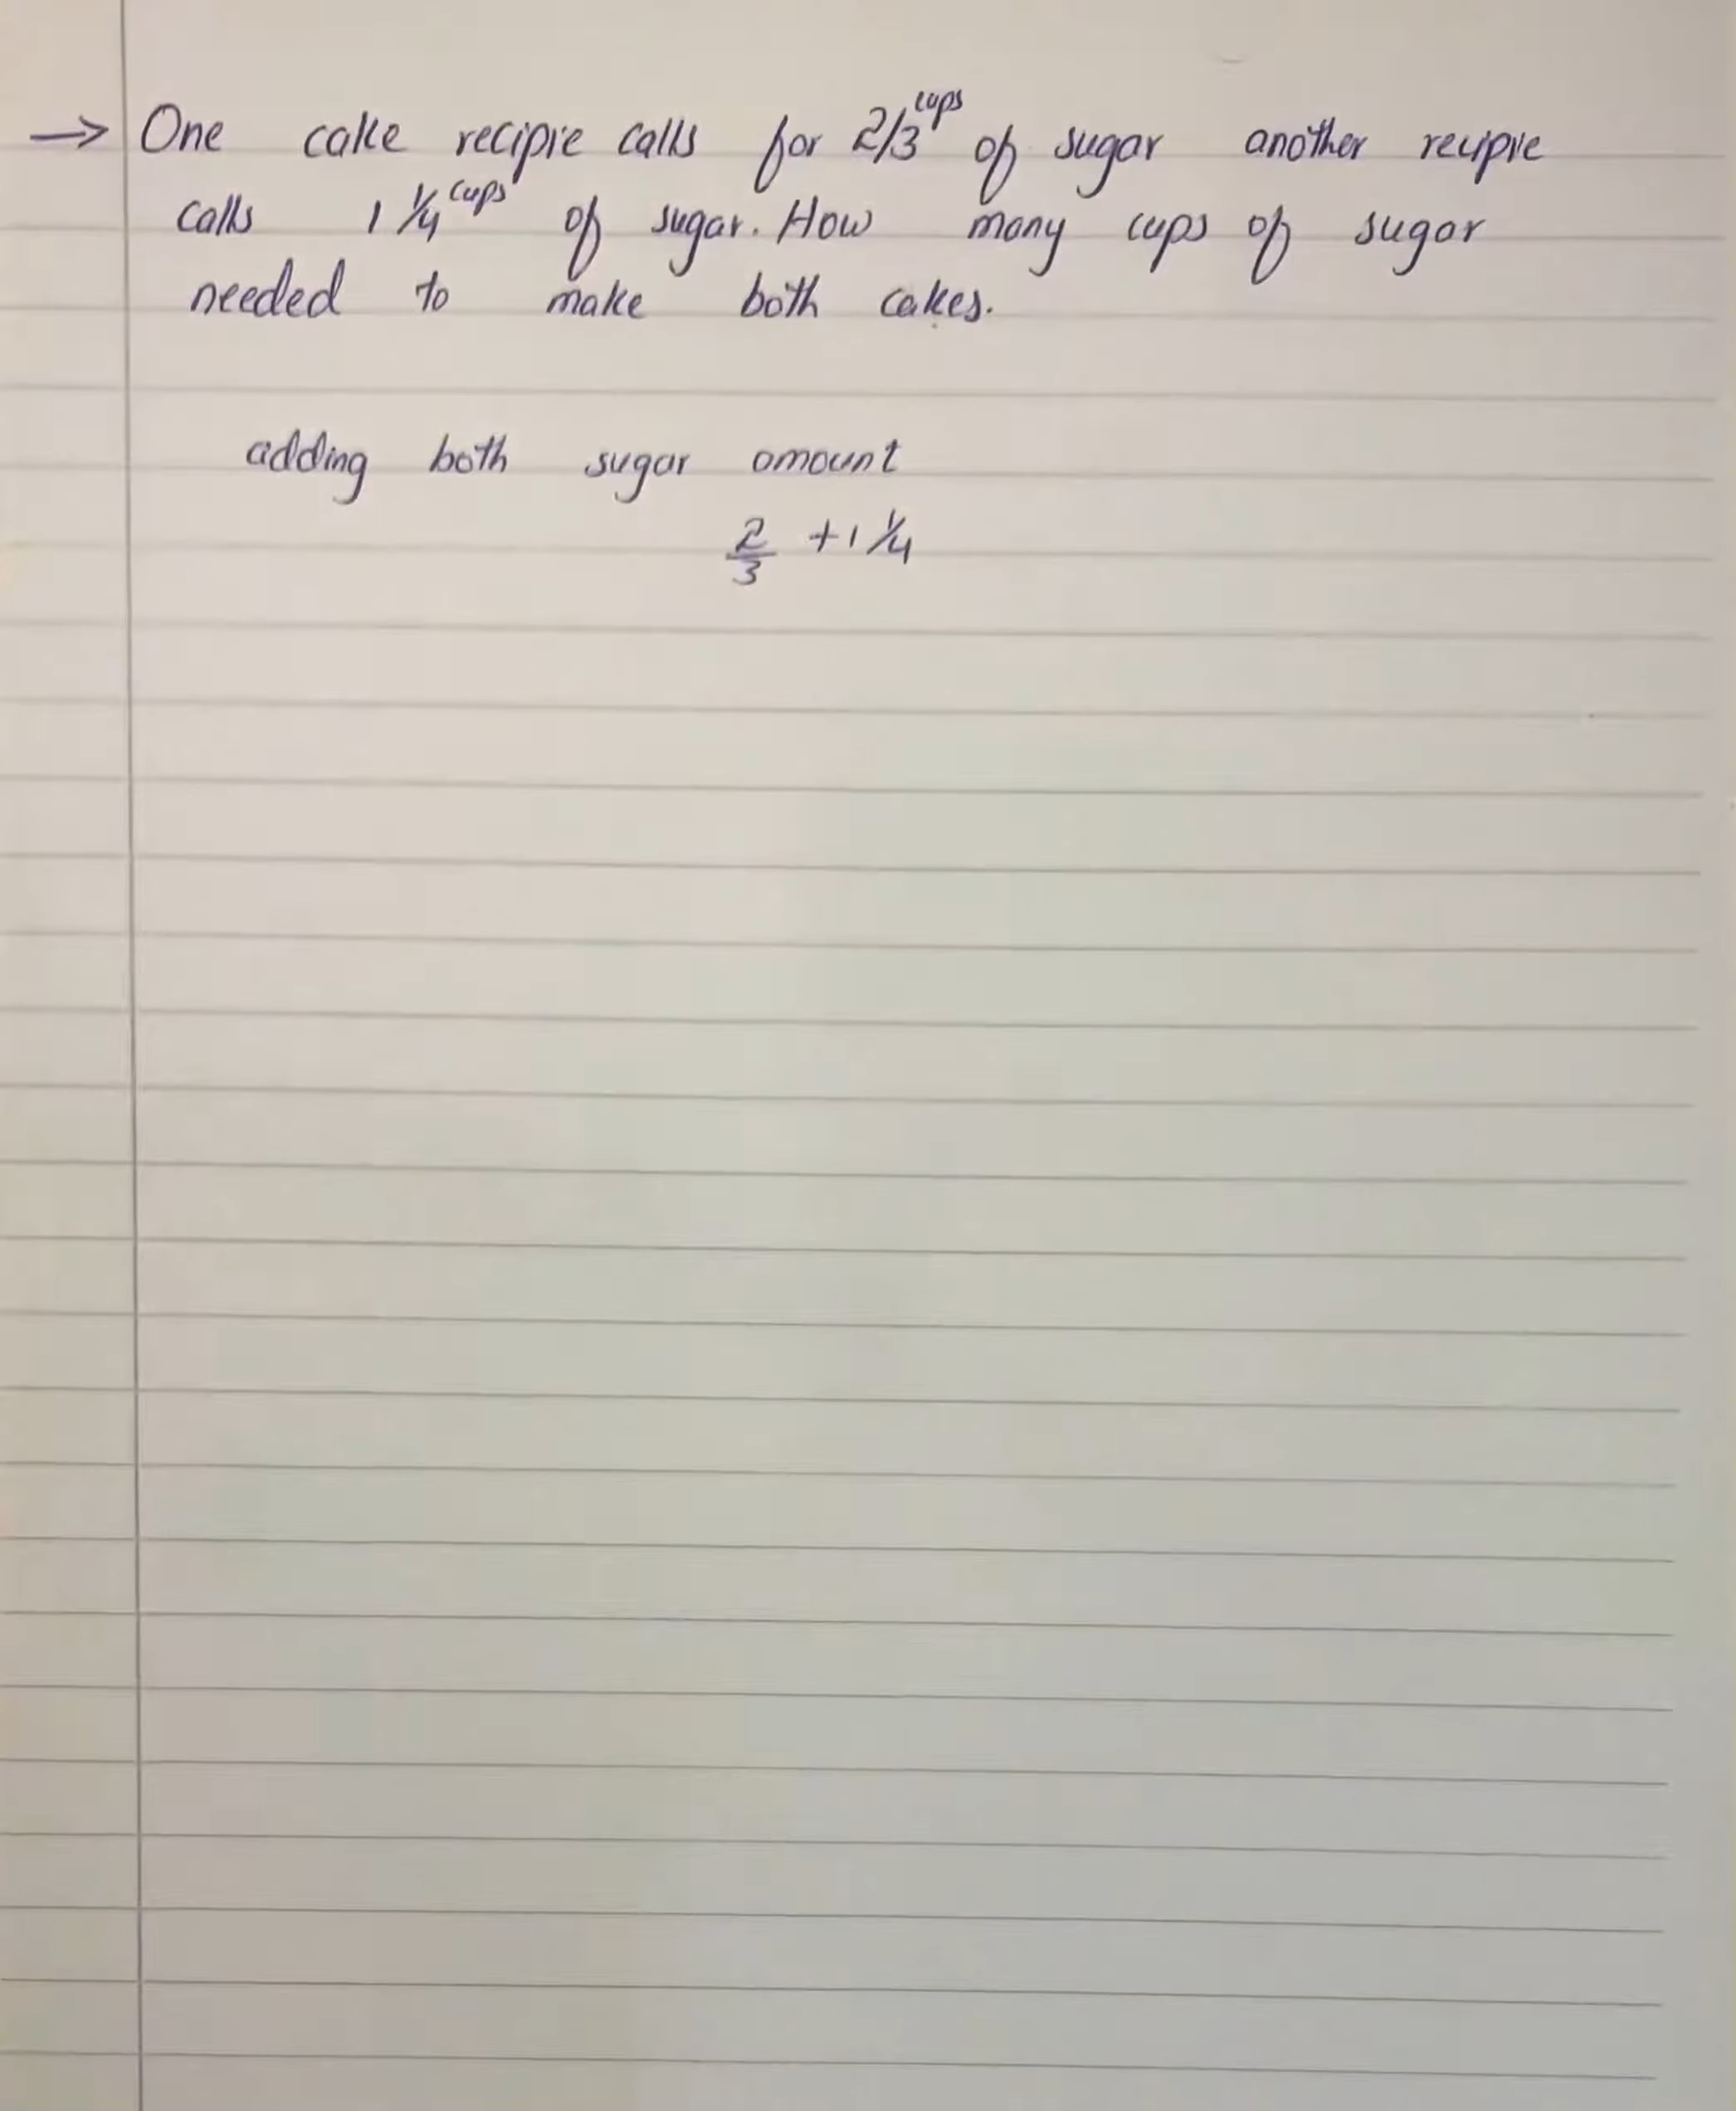 → One cake recipie calls for 2/3 cups of sugar another recipie
calls 1 1/4 cups of sugar. How many cups of sugar
needed to make both cakes.
adding both sugar amount
2/3 + 1 1/4